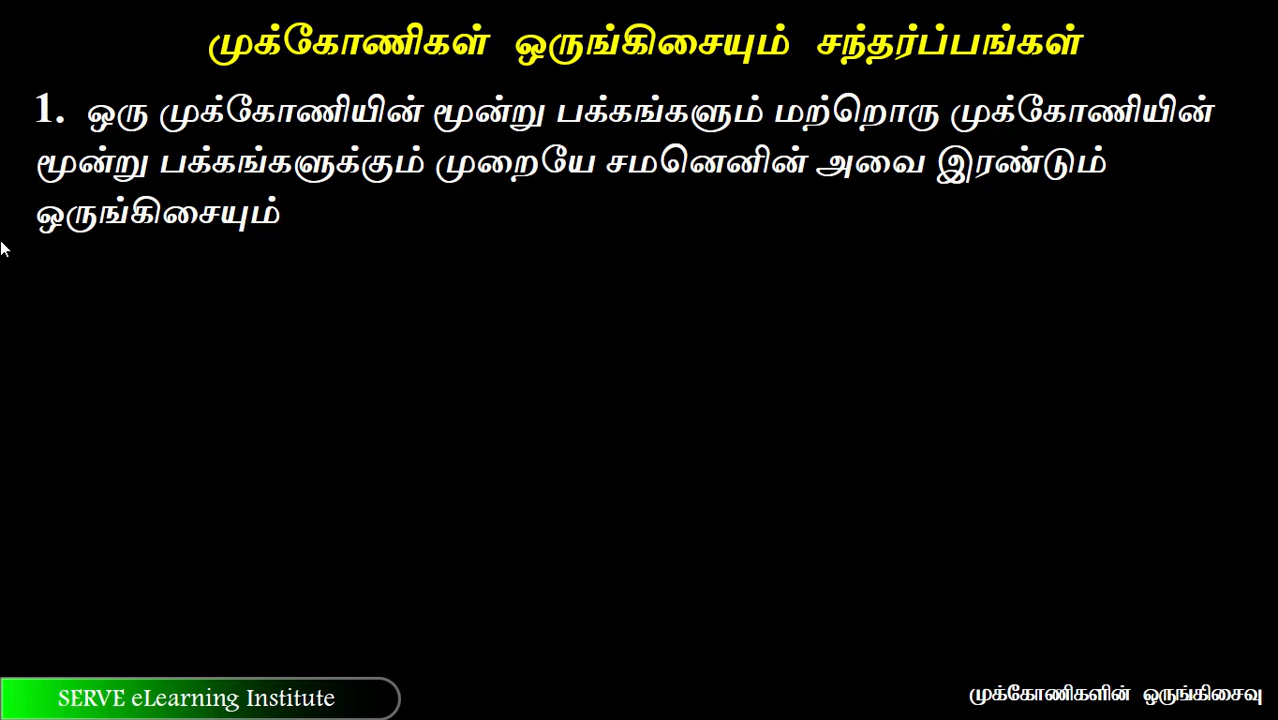 முக்கோணிகள் ஒருங்கிசையும் சந்தர்ப்பங்கள்
1. ஒரு முக்கோணியின் மூன்று பக்கங்களும் மற்றொரு முக்கோணியின்
மூன்று பக்கங்களுக்கும் முறையே சமனெனின் அவை இரண்டும்
ஒருங்கிசையும்
SERVE eLearning Institute
முக்கோணிகளின் ஒருங்கிசைவு